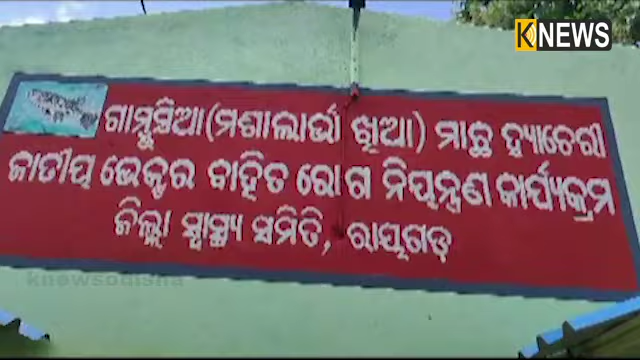 KNEWS
ଗାମ୍ବୁସିଆ(ମଶାଲାର୍ଭା ଖିଆ) ମାଛ ହ୍ୟାଚେରୀ
ଜାତୀୟ ଭେକ୍ଟର ବାହିତ ରୋଗ ନିୟନ୍ତ୍ରଣ କାର୍ଯ୍ୟକ୍ରମ
ଜିଲ୍ଲା ସ୍ୱାସ୍ଥ୍ୟ ସମିତି, ରାୟଗଡ଼
knewsodisha